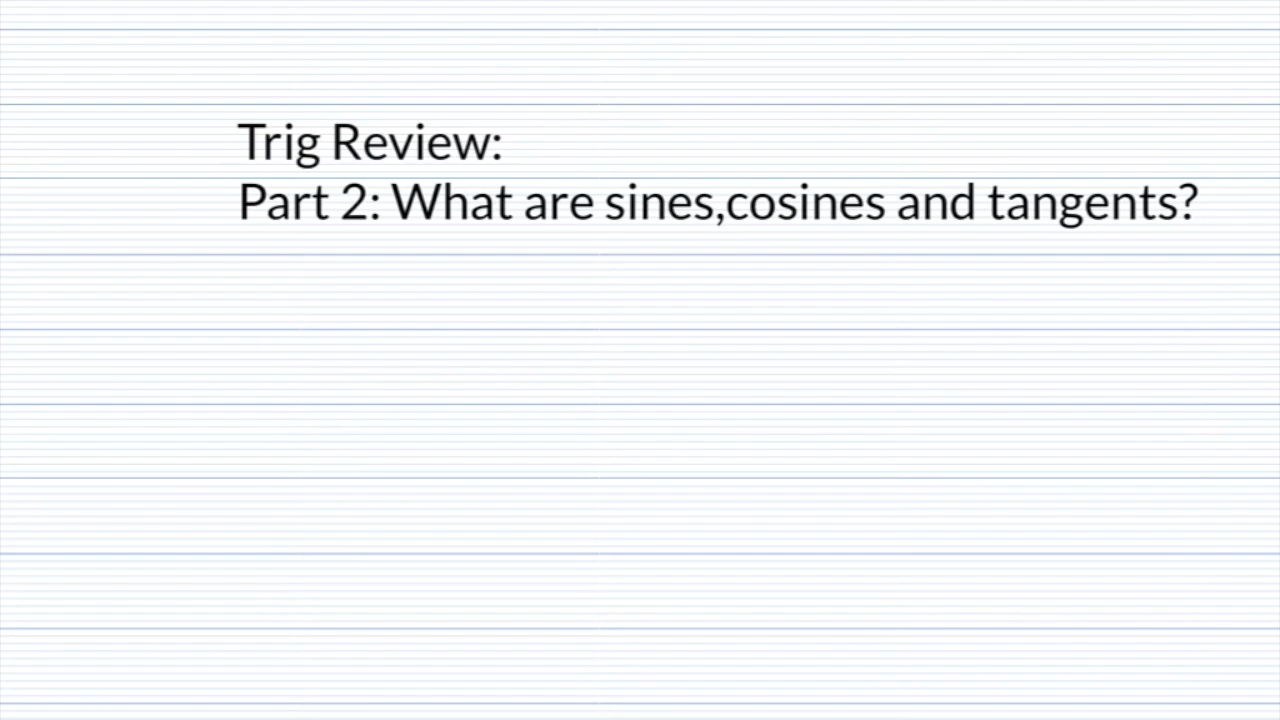 Trig Review:
Part 2: What are sines,cosines and tangents?